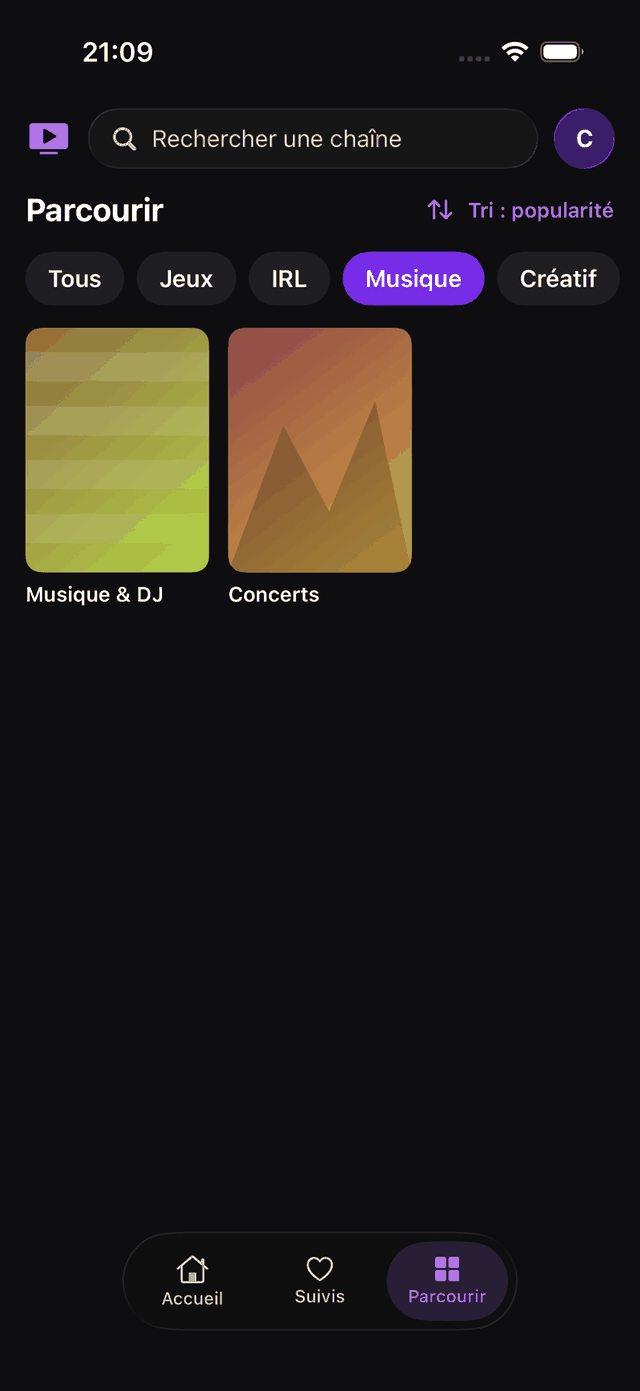 21:09
Rechercher une chaîne
C
Parcourir
Tri : popularité
Tous
Jeux
IRL
Musique
Créatif
Musique & DJ
Concerts
Accueil
Suivis
Parcourir